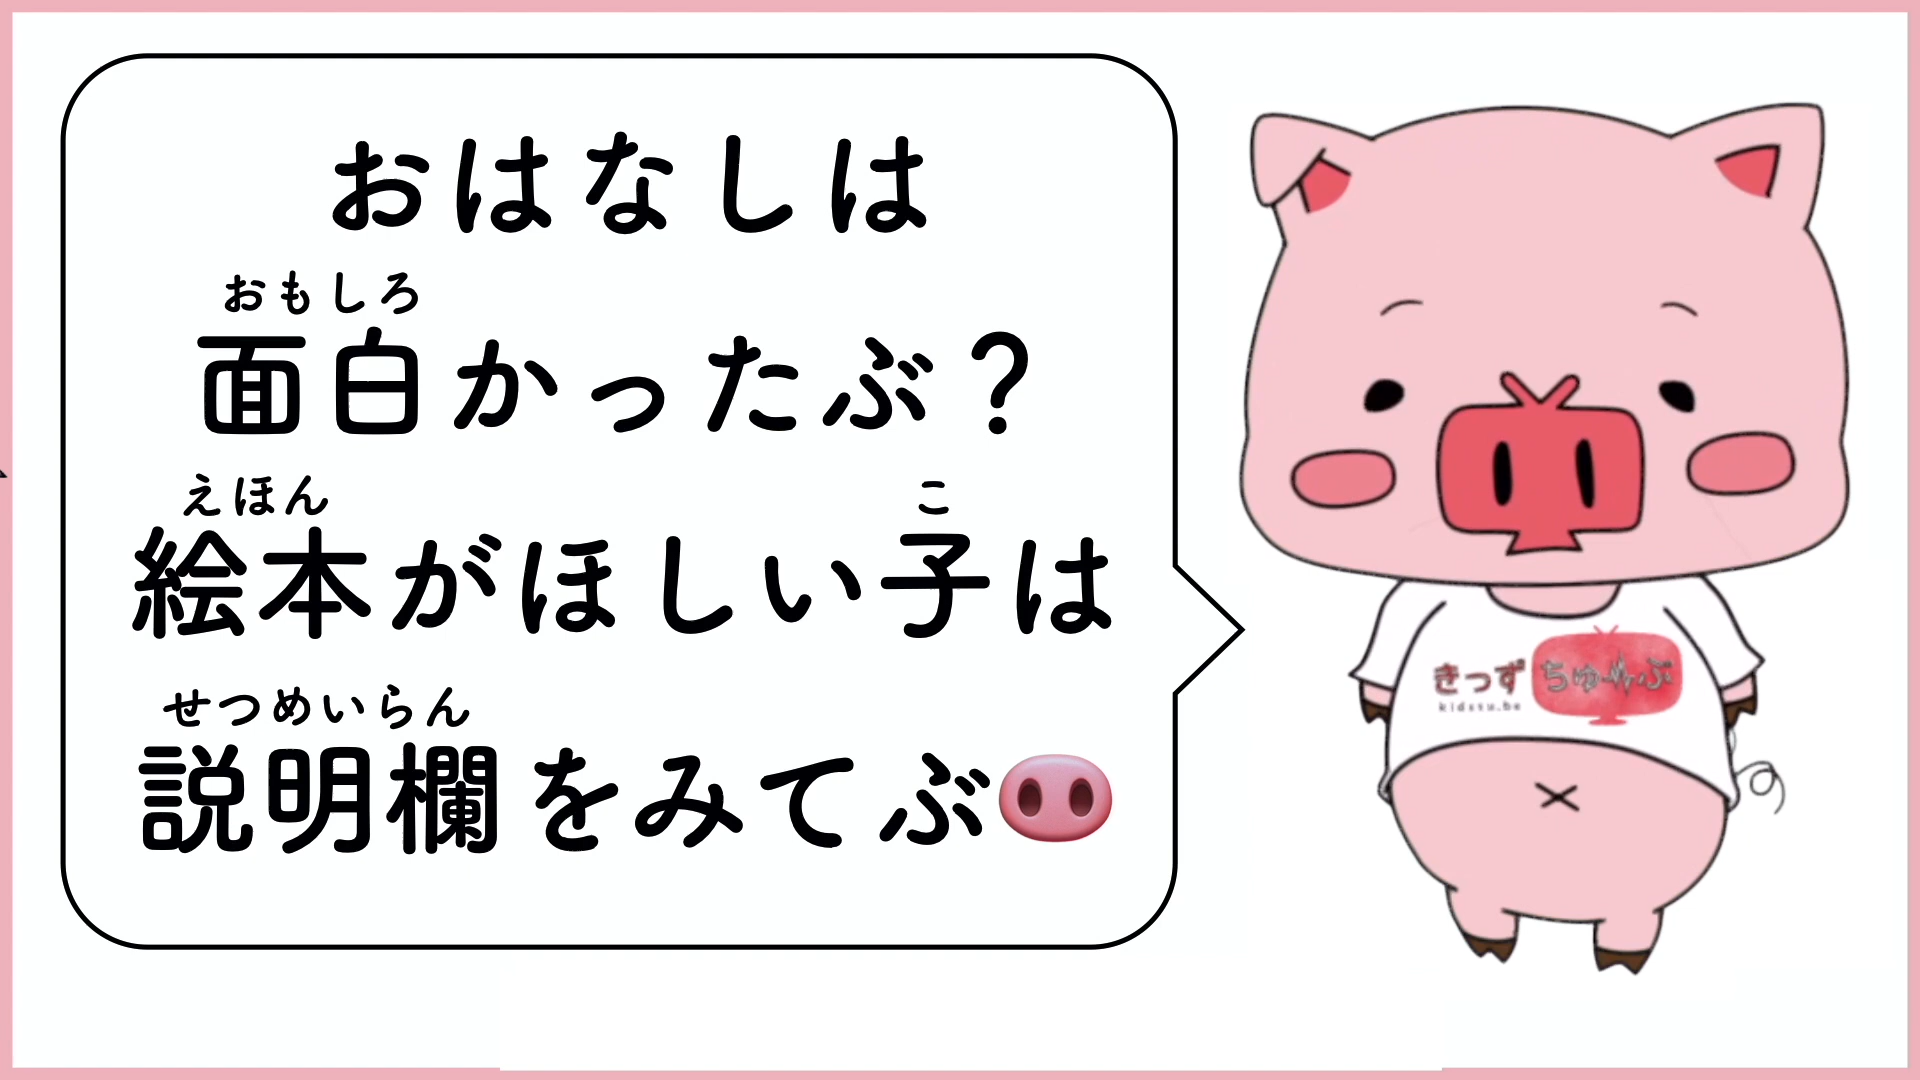 おはなしは
おもしろ
面白かったぶ？
えほん こ
絵本がほしい子は
せつめいらん
説明欄をみてぶ🐽
きっず ちゅーぶ
kidstu.be